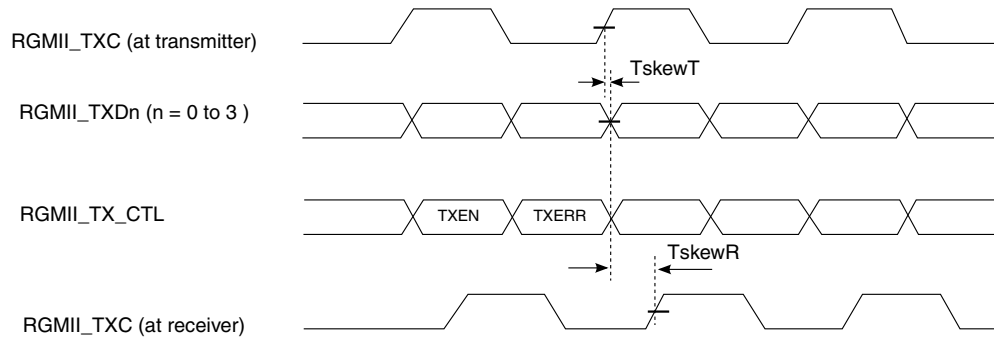 RGMII_TXC (at transmitter)
TskewT
RGMII_TXDn (n = 0 to 3 )
RGMII_TX_CTL
TXEN
TXERR
TskewR
RGMII_TXC (at receiver)